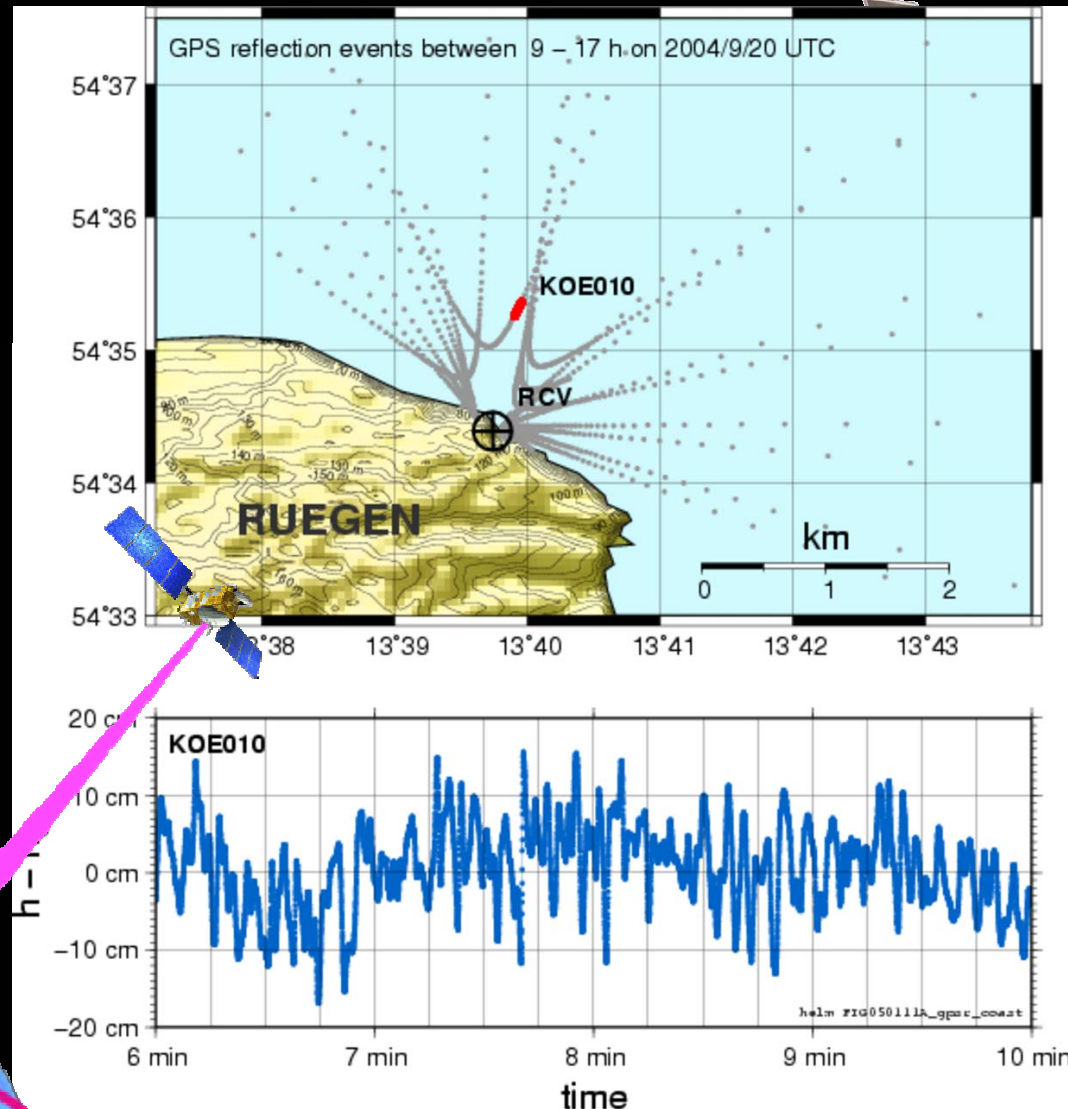 GPS reflection events between 9 – 17 h on 2004/9/20 UTC
54°37
54°36
KOE010
54°35
RCV
54°34
RUEGEN
km
0 1 2
54°33
38 13°39 13°40 13°41 13°42 13°43
20 cm
KOE010
10 cm
0 cm
h –
−10 cm
helm FIG050111A_gpsr_coast
−20 cm
6 min 7 min 8 min 9 min 10 min
time